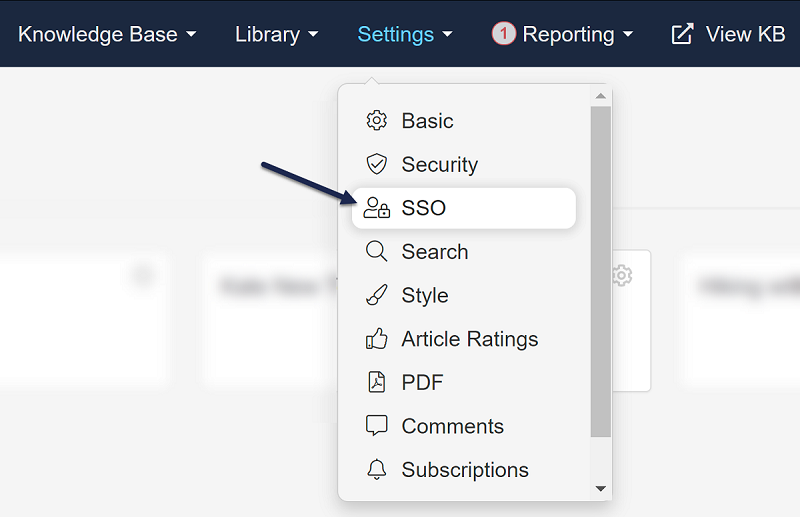 Knowledge Base Library Settings 1 Reporting View KB
Basic
Security
SSO
Search
Style
Article Ratings
PDF
Comments
Subscriptions